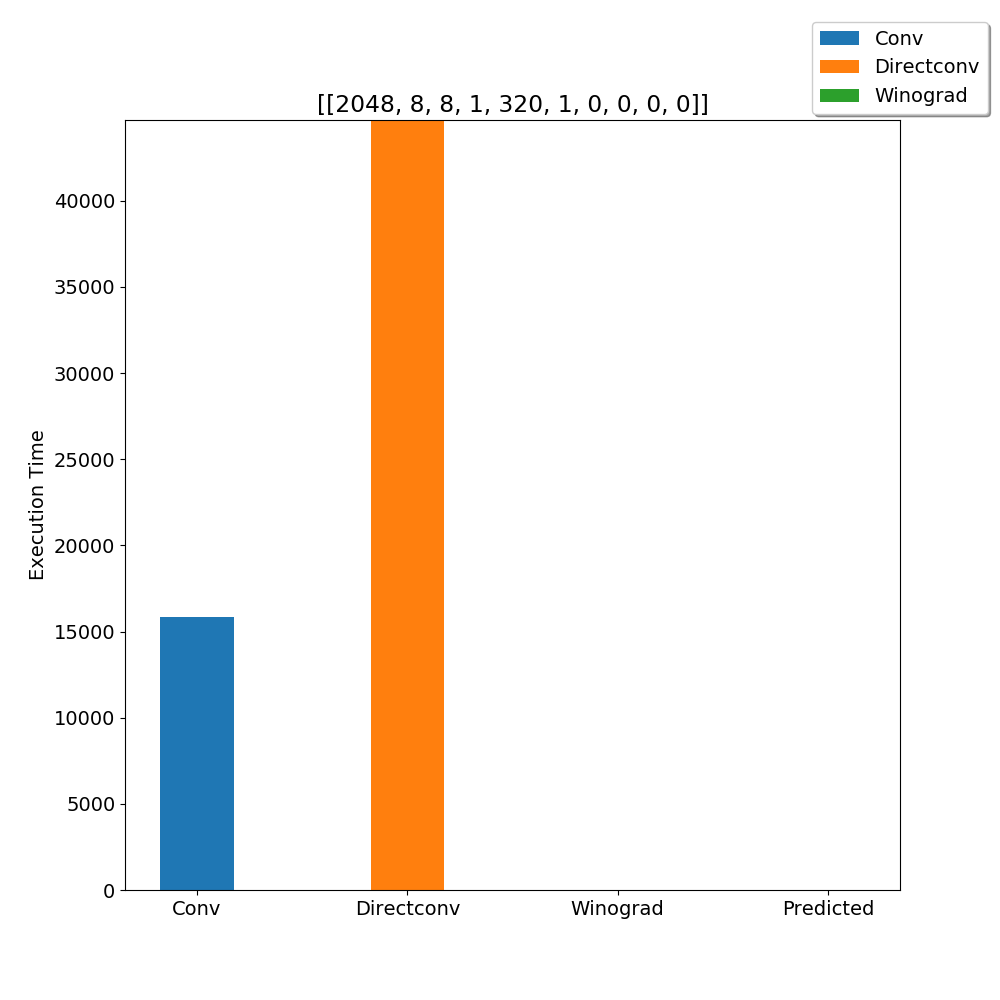 Conv
Directconv
Winograd
[[2048, 8, 8, 1, 320, 1, 0, 0, 0, 0]]
Execution Time
40000
35000
30000
25000
20000
15000
10000
5000
0
Conv Directconv Winograd Predicted